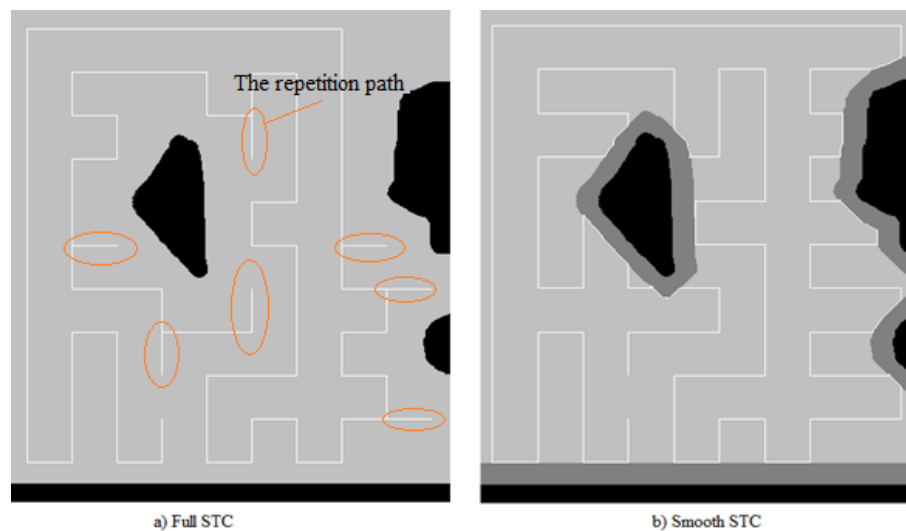 The repetition path
a) Full STC
b) Smooth STC